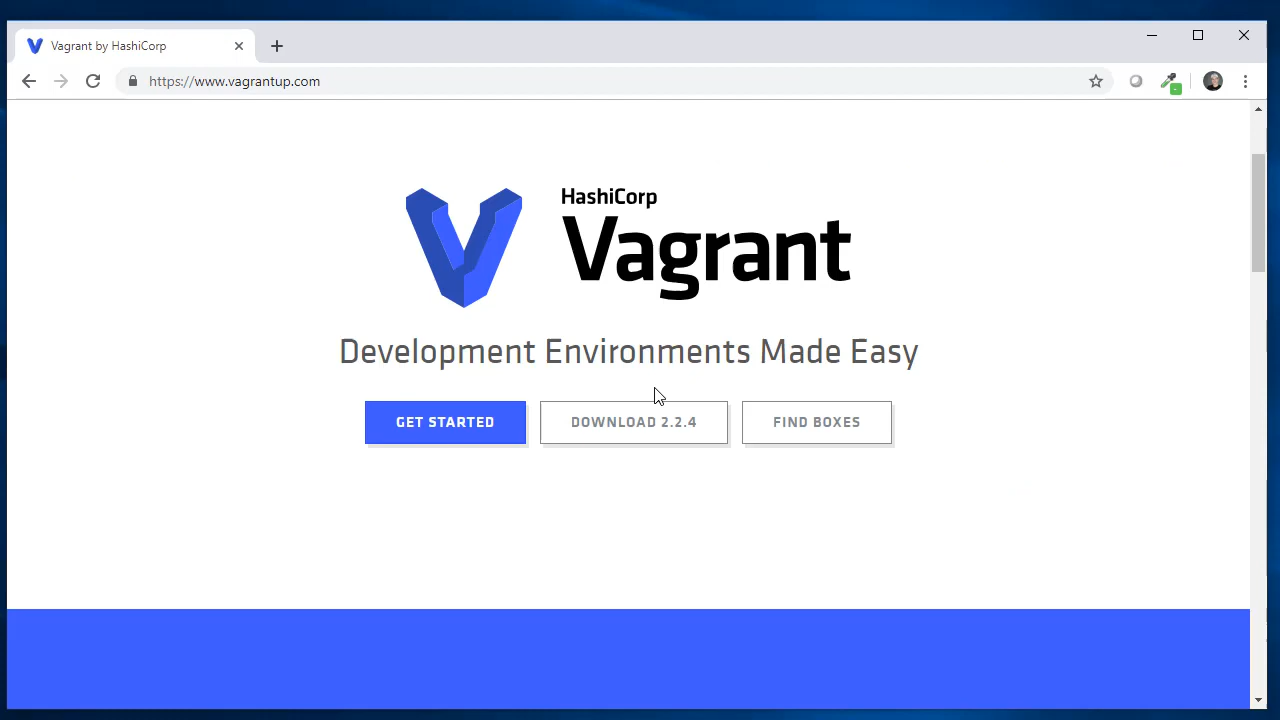 Vagrant by HashiCorp
https://www.vagrantup.com
HashiCorp
Vagrant
Development Environments Made Easy
GET STARTED
DOWNLOAD 2.2.4
FIND BOXES